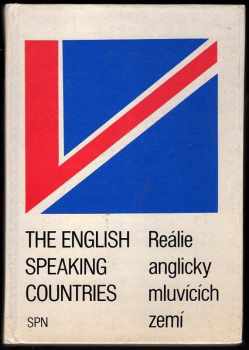 THE ENGLISH
SPEAKING
COUNTRIES
SPN
Reálie
anglicky
mluvících
zemí